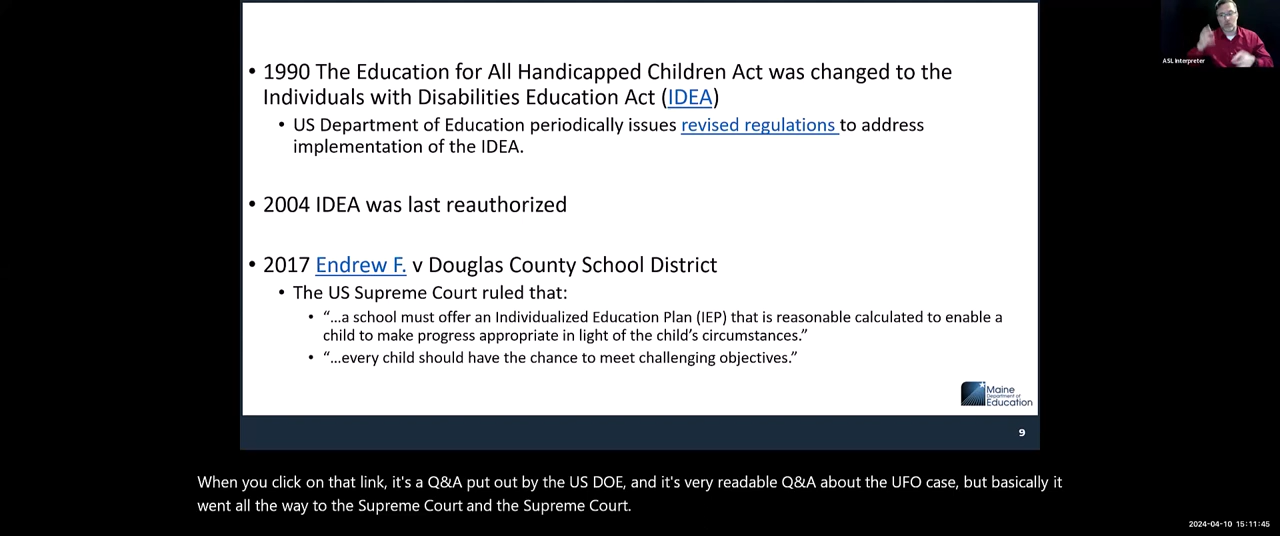 • 1990 The Education for All Handicapped Children Act was changed to the
Individuals with Disabilities Education Act (IDEA)
• US Department of Education periodically issues revised regulations to address
implementation of the IDEA.
• 2004 IDEA was last reauthorized
• 2017 Endrew F. v Douglas County School District
• The US Supreme Court ruled that:
• “…a school must offer an Individualized Education Plan (IEP) that is reasonable calculated to enable a
child to make progress appropriate in light of the child’s circumstances.”
• “…every child should have the chance to meet challenging objectives.”
Maine
Department of
Education
9
ASL Interpreter
When you click on that link, it's a Q&A put out by the US DOE, and it's very readable Q&A about the UFO case, but basically it
went all the way to the Supreme Court and the Supreme Court.
2024-04-10 15:11:45